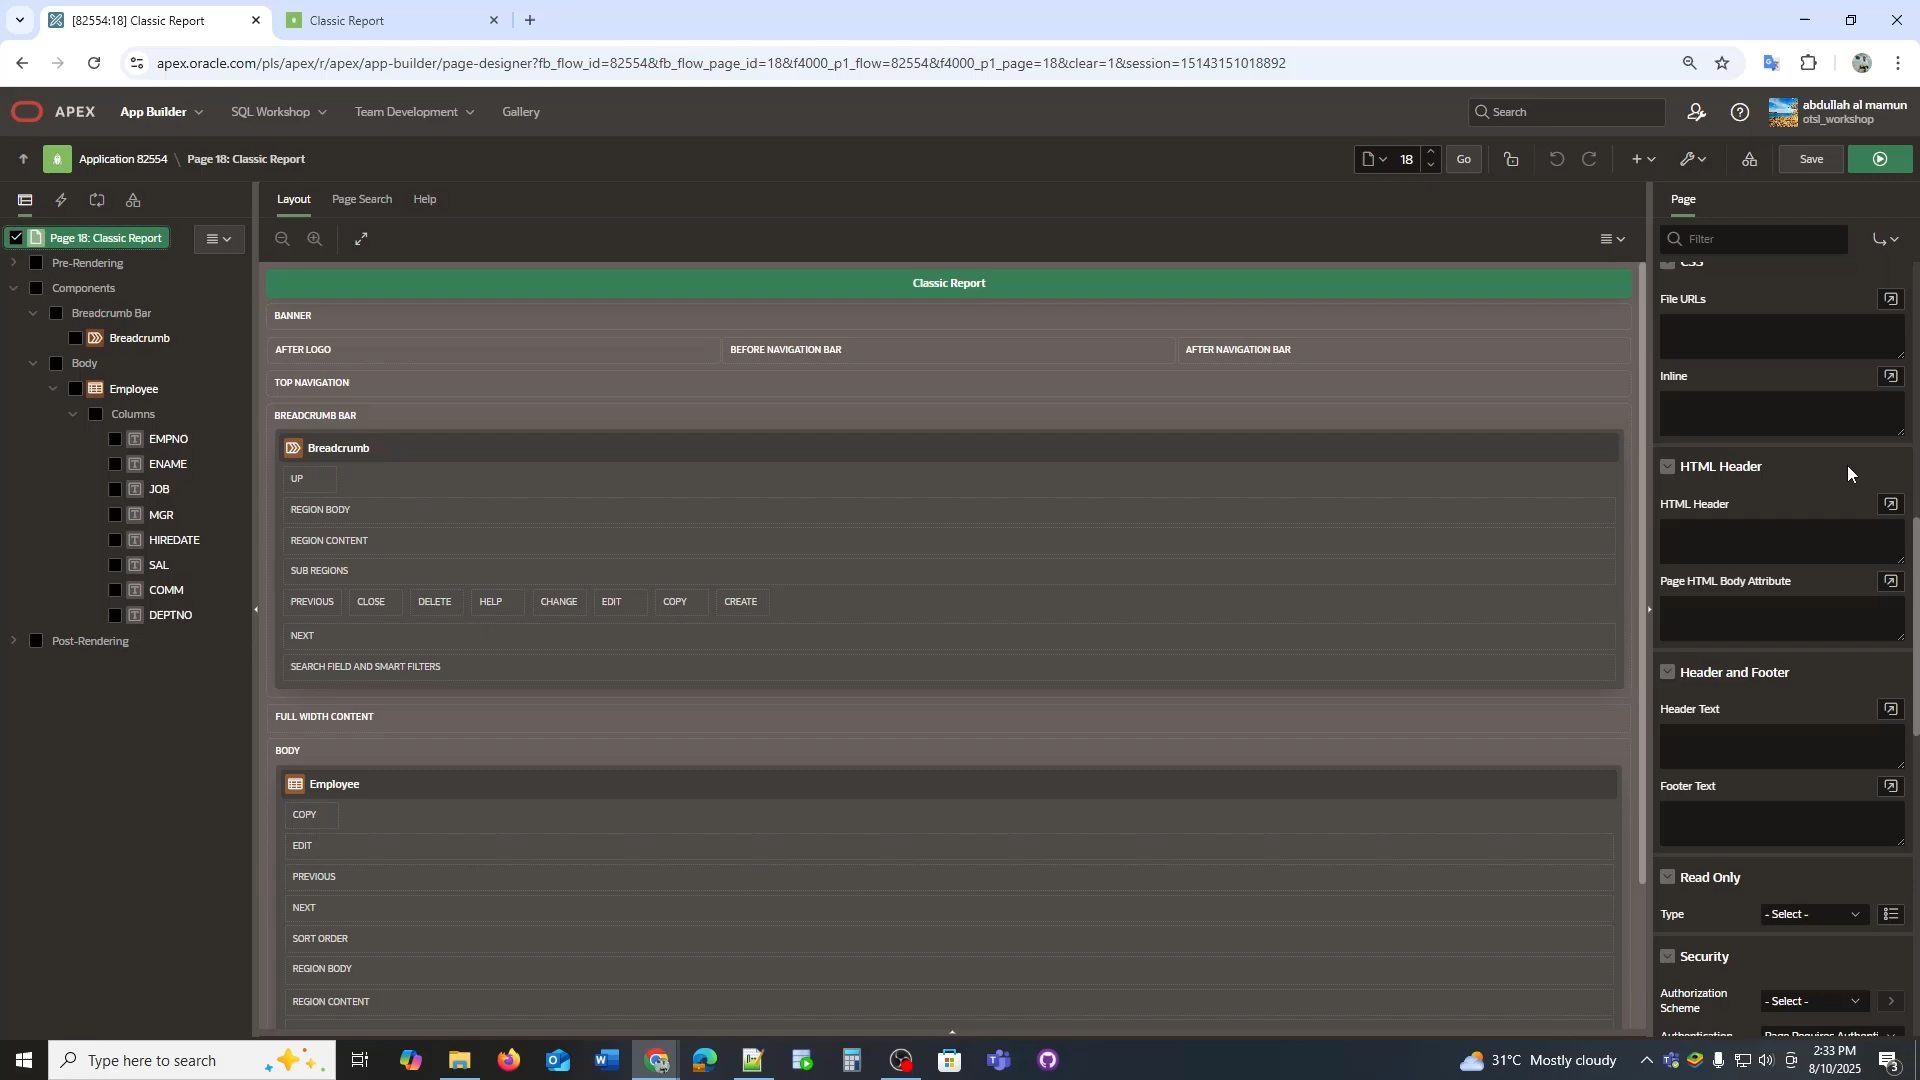 [82554:18] Classic Report
Classic Report
apex.oracle.com/pls/apex/r/apex/app-builder/page-designer?fb_flow_id=82554&fb_flow_page_id=18&f4000_p1_flow=82554&f4000_p1_page=18&clear=1&session=15143151018892
APEX
App Builder
SQL Workshop
Team Development
Gallery
Search
abdullah al mamun
otsl_workshop
Application 82554 \ Page 18: Classic Report
18
Go
Save
Layout
Page Search
Help
Page
Page 18: Classic Report
Pre-Rendering
Components
Breadcrumb Bar
Breadcrumb
Body
Employee
Columns
EMPNO
ENAME
JOB
MGR
HIREDATE
SAL
COMM
DEPTNO
Post-Rendering
Classic Report
BANNER
AFTER LOGO
BEFORE NAVIGATION BAR
AFTER NAVIGATION BAR
TOP NAVIGATION
BREADCRUMB BAR
Breadcrumb
UP
REGION BODY
REGION CONTENT
SUB REGIONS
PREVIOUS
CLOSE
DELETE
HELP
CHANGE
EDIT
COPY
CREATE
NEXT
SEARCH FIELD AND SMART FILTERS
FULL WIDTH CONTENT
BODY
Employee
COPY
EDIT
PREVIOUS
NEXT
SORT ORDER
REGION BODY
REGION CONTENT
Filter
CSS
File URLs
Inline
HTML Header
HTML Header
Page HTML Body Attribute
Header and Footer
Header Text
Footer Text
Read Only
Type
- Select -
Security
Authorization
Scheme
- Select -
Authentication
Page Requires Authenti
Type here to search
31°C Mostly cloudy
2:33 PM
8/10/2025
3